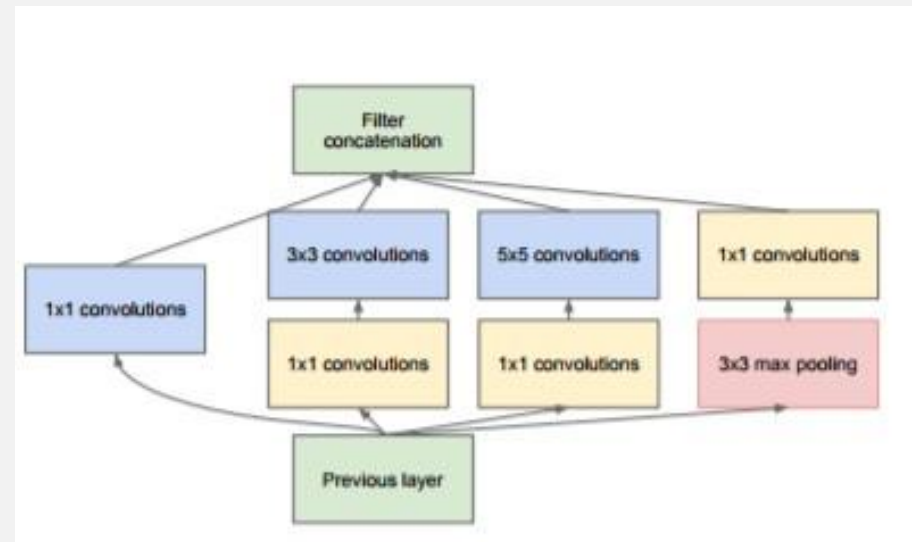 Filter
concatenation
3x3 convolutions
5x5 convolutions
1x1 convolutions
1x1 convolutions
1x1 convolutions
1x1 convolutions
3x3 max pooling
Previous layer